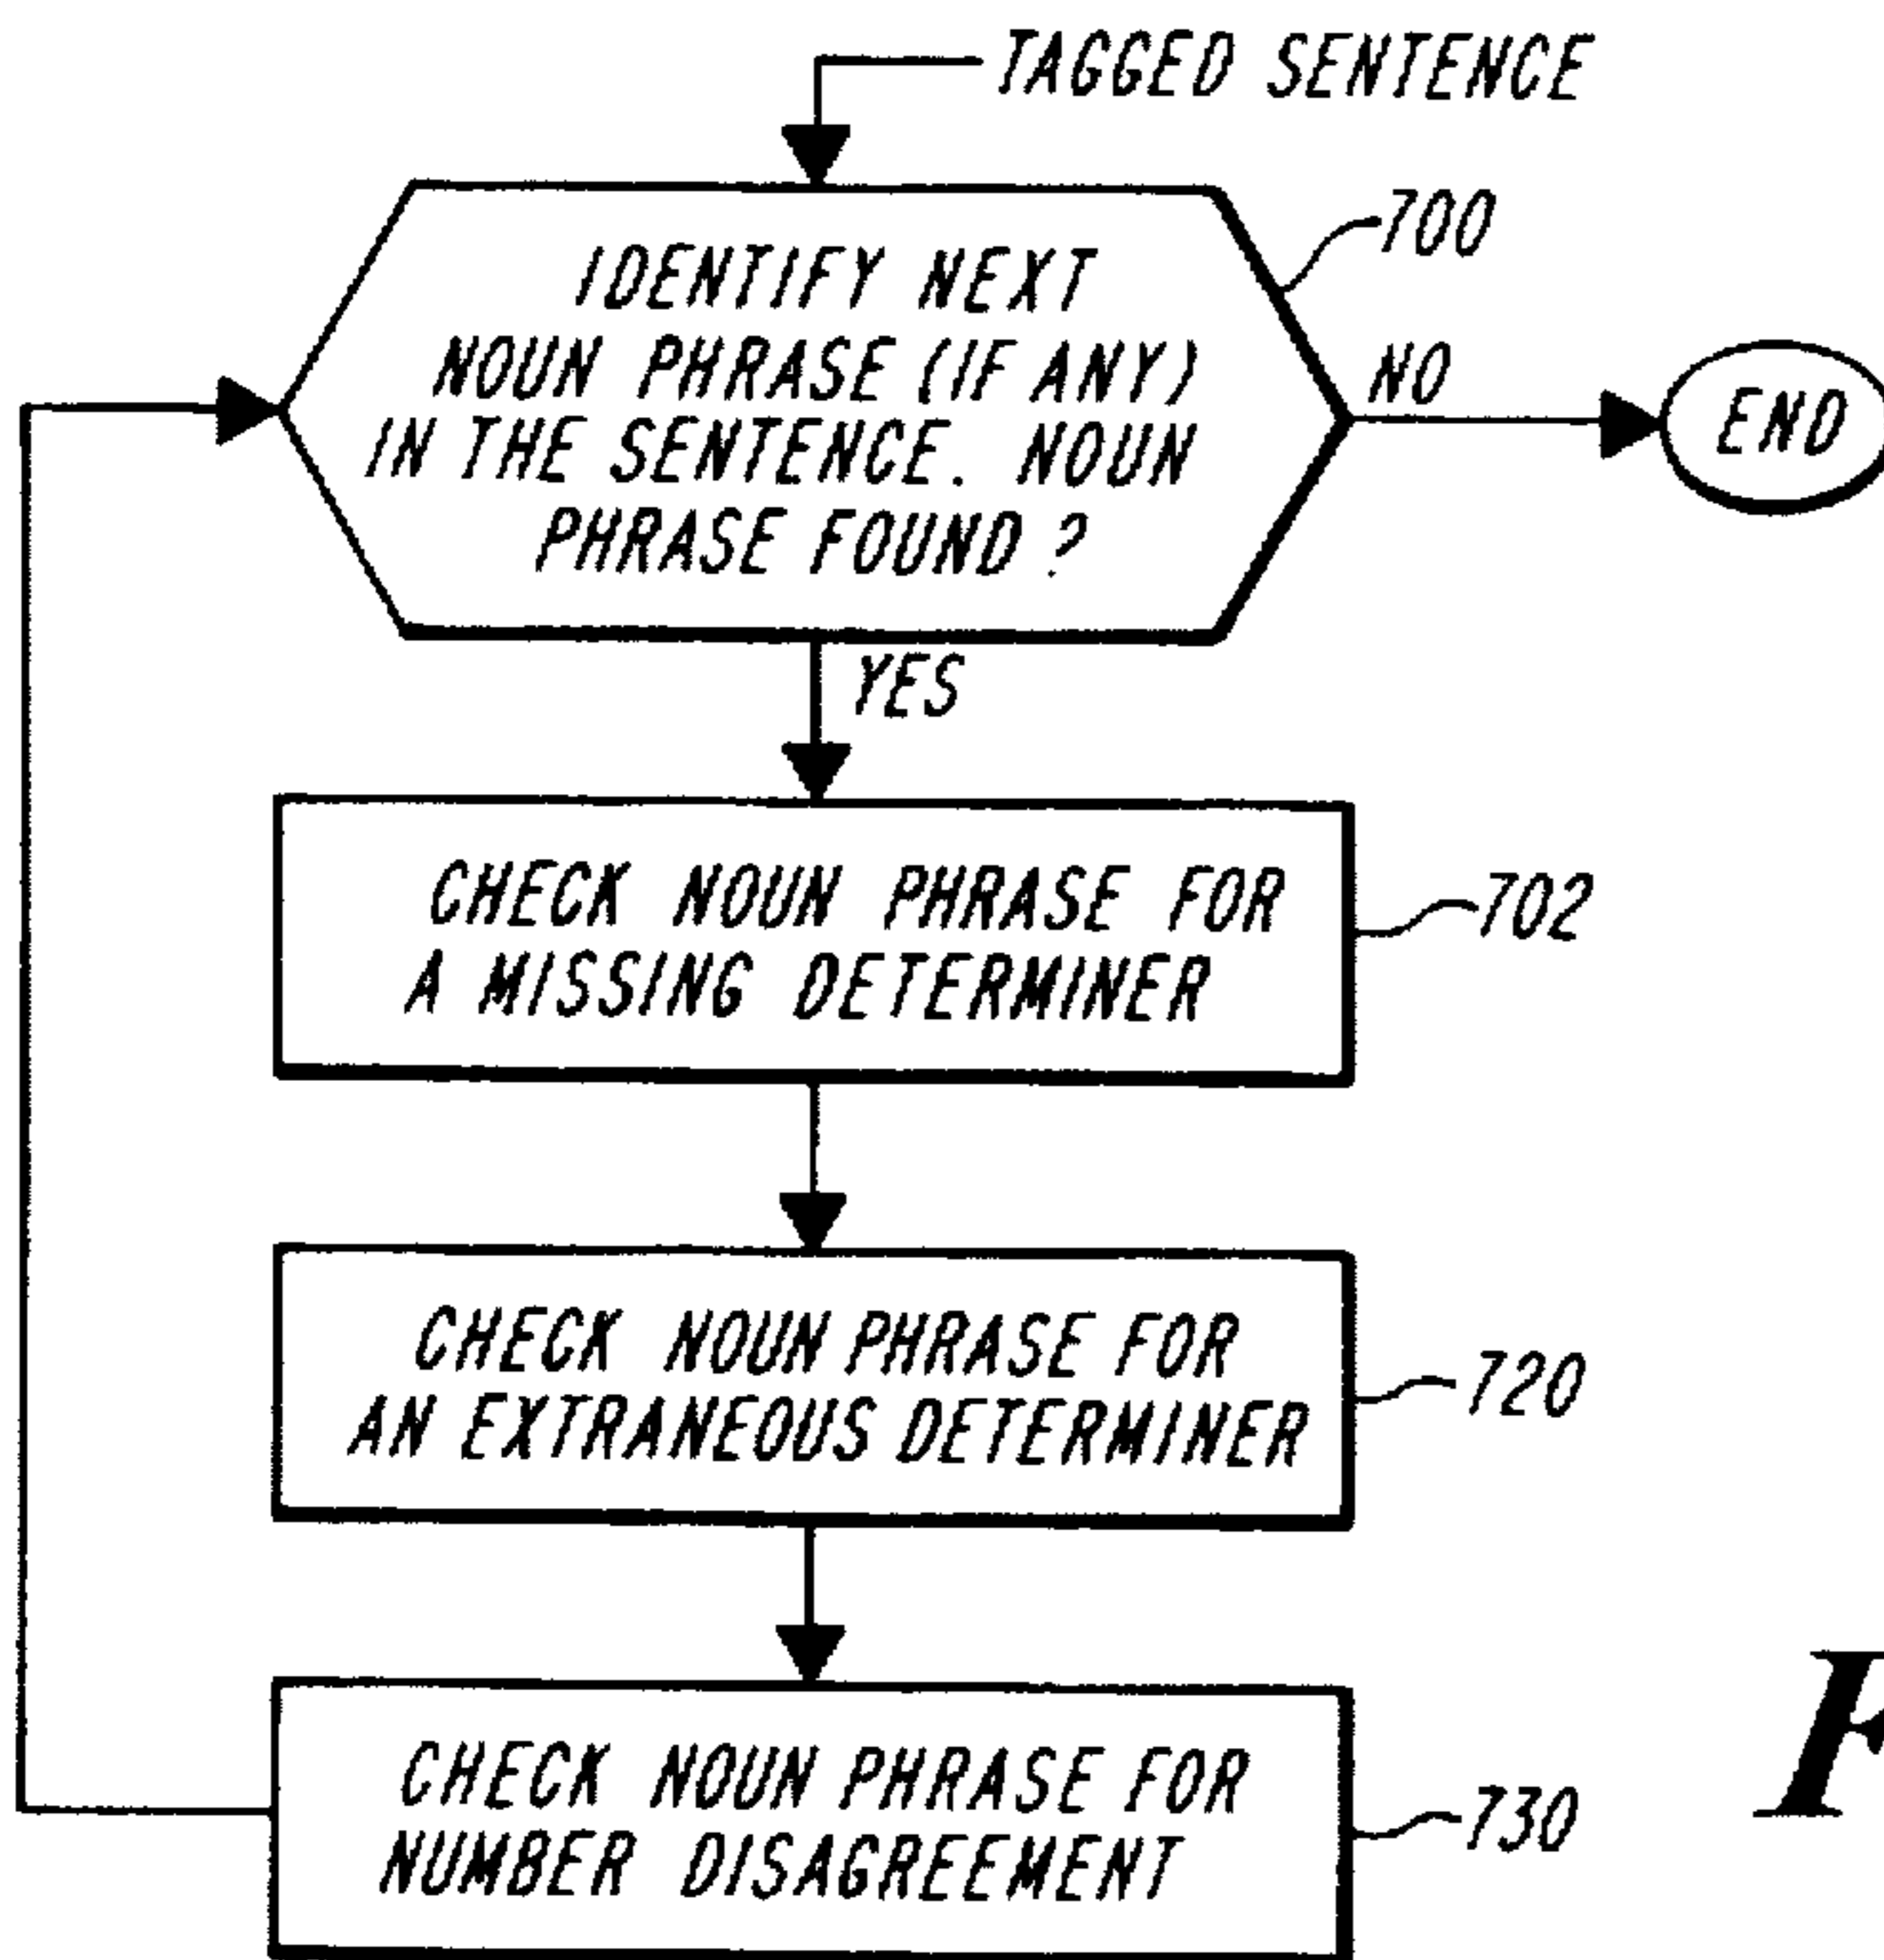 TAGGED SENTENCE
700
IDENTIFY NEXT
NOUN PHRASE (IF ANY)
IN THE SENTENCE. NOUN
PHRASE FOUND ?
NO
END
YES
CHECK NOUN PHRASE FOR
A MISSING DETERMINER
702
CHECK NOUN PHRASE FOR
AN EXTRANEOUS DETERMINER
720
CHECK NOUN PHRASE FOR
NUMBER DISAGREEMENT
730